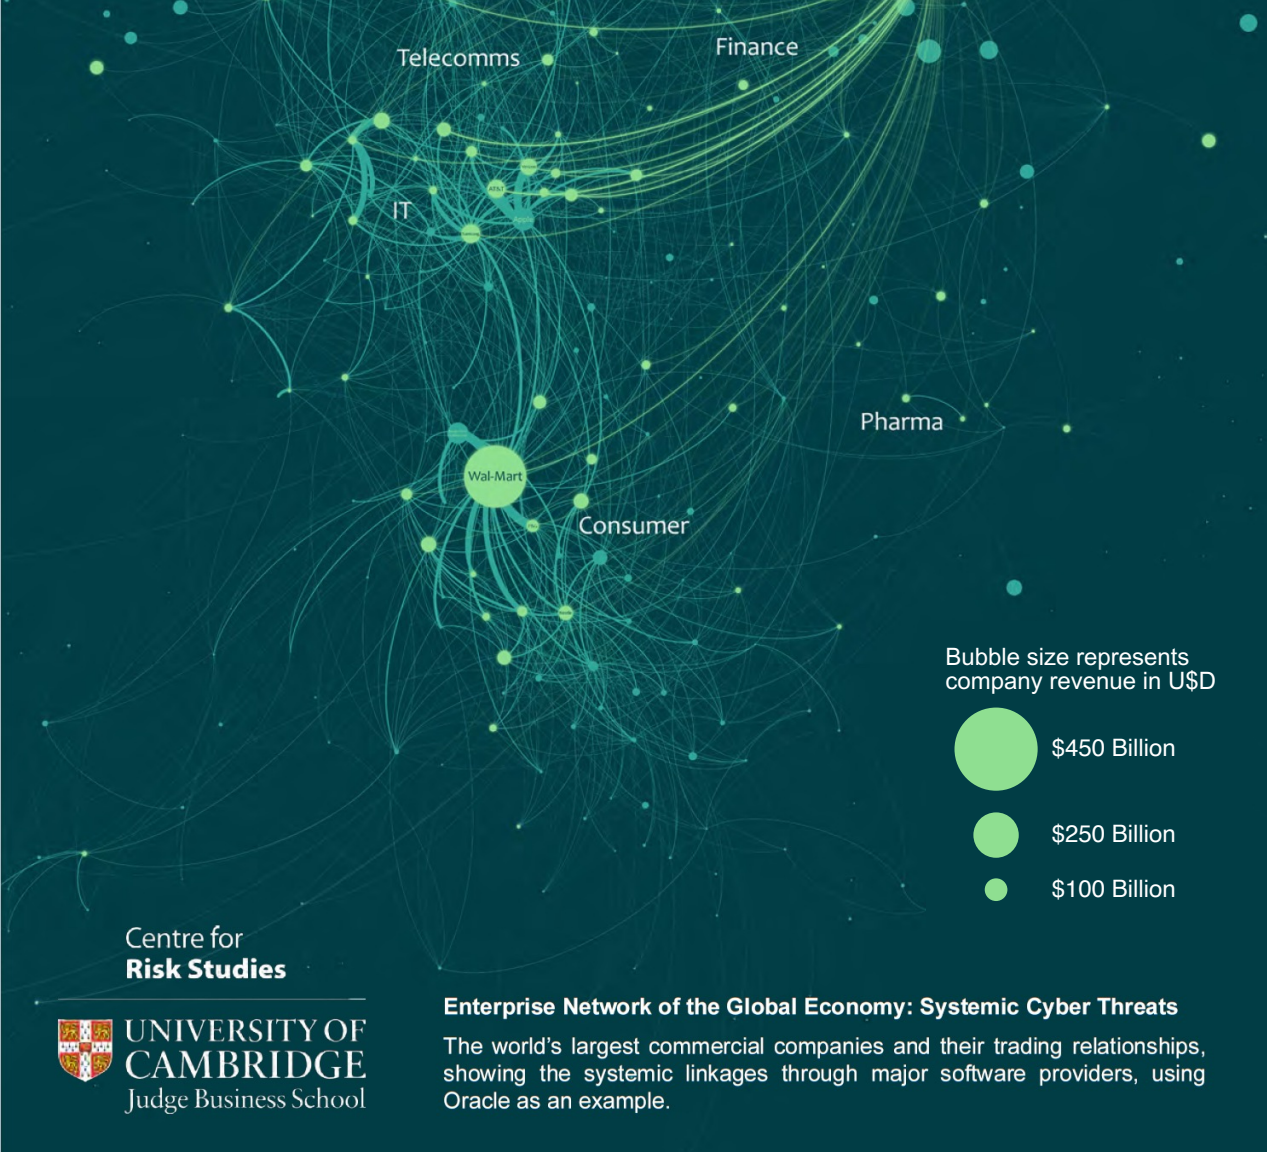 Telecomms
Finance
IT
AT&T
Pharma
Wal-Mart
Consumer
Bubble size represents
company revenue in U$D
$450 Billion
$250 Billion
$100 Billion
Centre for
Risk Studies
UNIVERSITY OF
CAMBRIDGE
Judge Business School
Enterprise Network of the Global Economy: Systemic Cyber Threats
The world's largest commercial companies and their trading relationships,
showing the systemic linkages through major software providers, using
Oracle as an example.